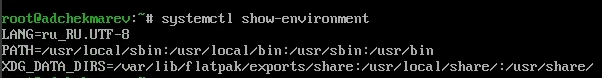 root@adchekmarev:~# systemctl show-environment
LANG=ru_RU.UTF-8
PATH=/usr/local/sbin:/usr/local/bin:/usr/sbin:/usr/bin
XDG_DATA_DIRS=/var/lib/flatpak/exports/share:/usr/local/share/:/usr/share/